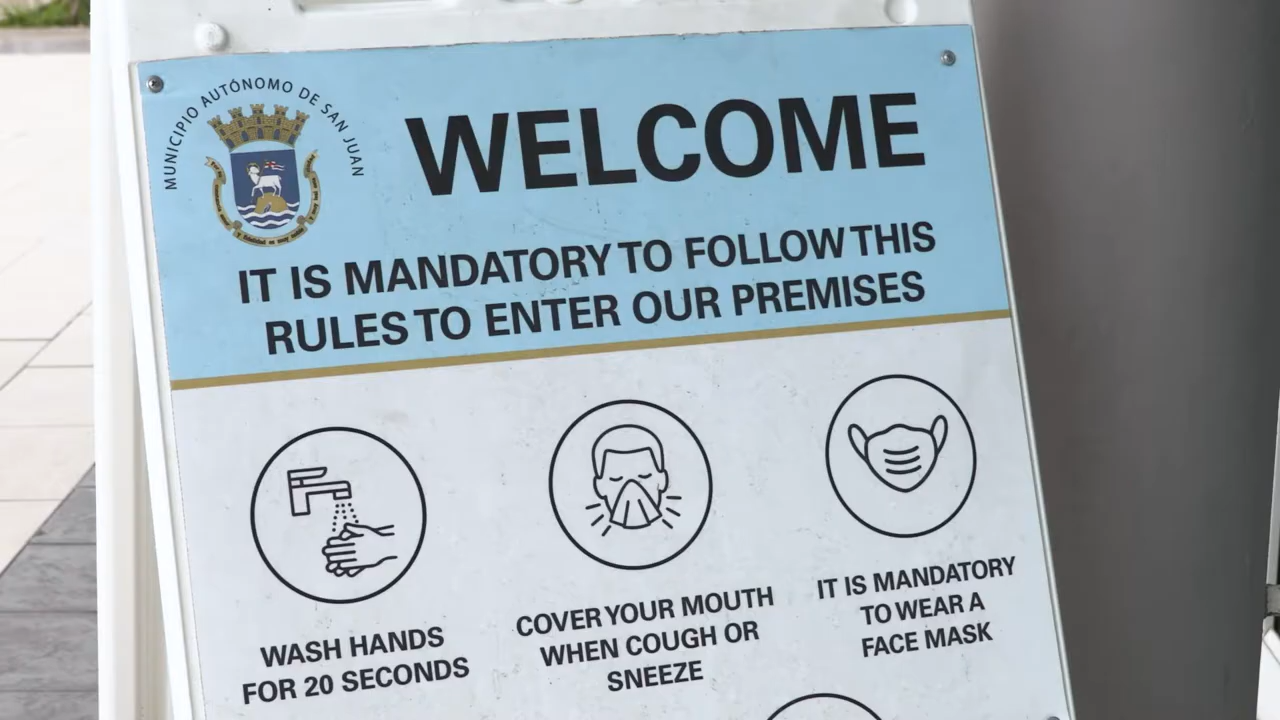 MUNICIPIO AUTÓNOMO DE SAN JUAN
WELCOME
IT IS MANDATORY TO FOLLOW THIS
RULES TO ENTER OUR PREMISES
WASH HANDS
FOR 20 SECONDS
COVER YOUR MOUTH
WHEN COUGH OR
SNEEZE
IT IS MANDATORY
TO WEAR A
FACE MASK